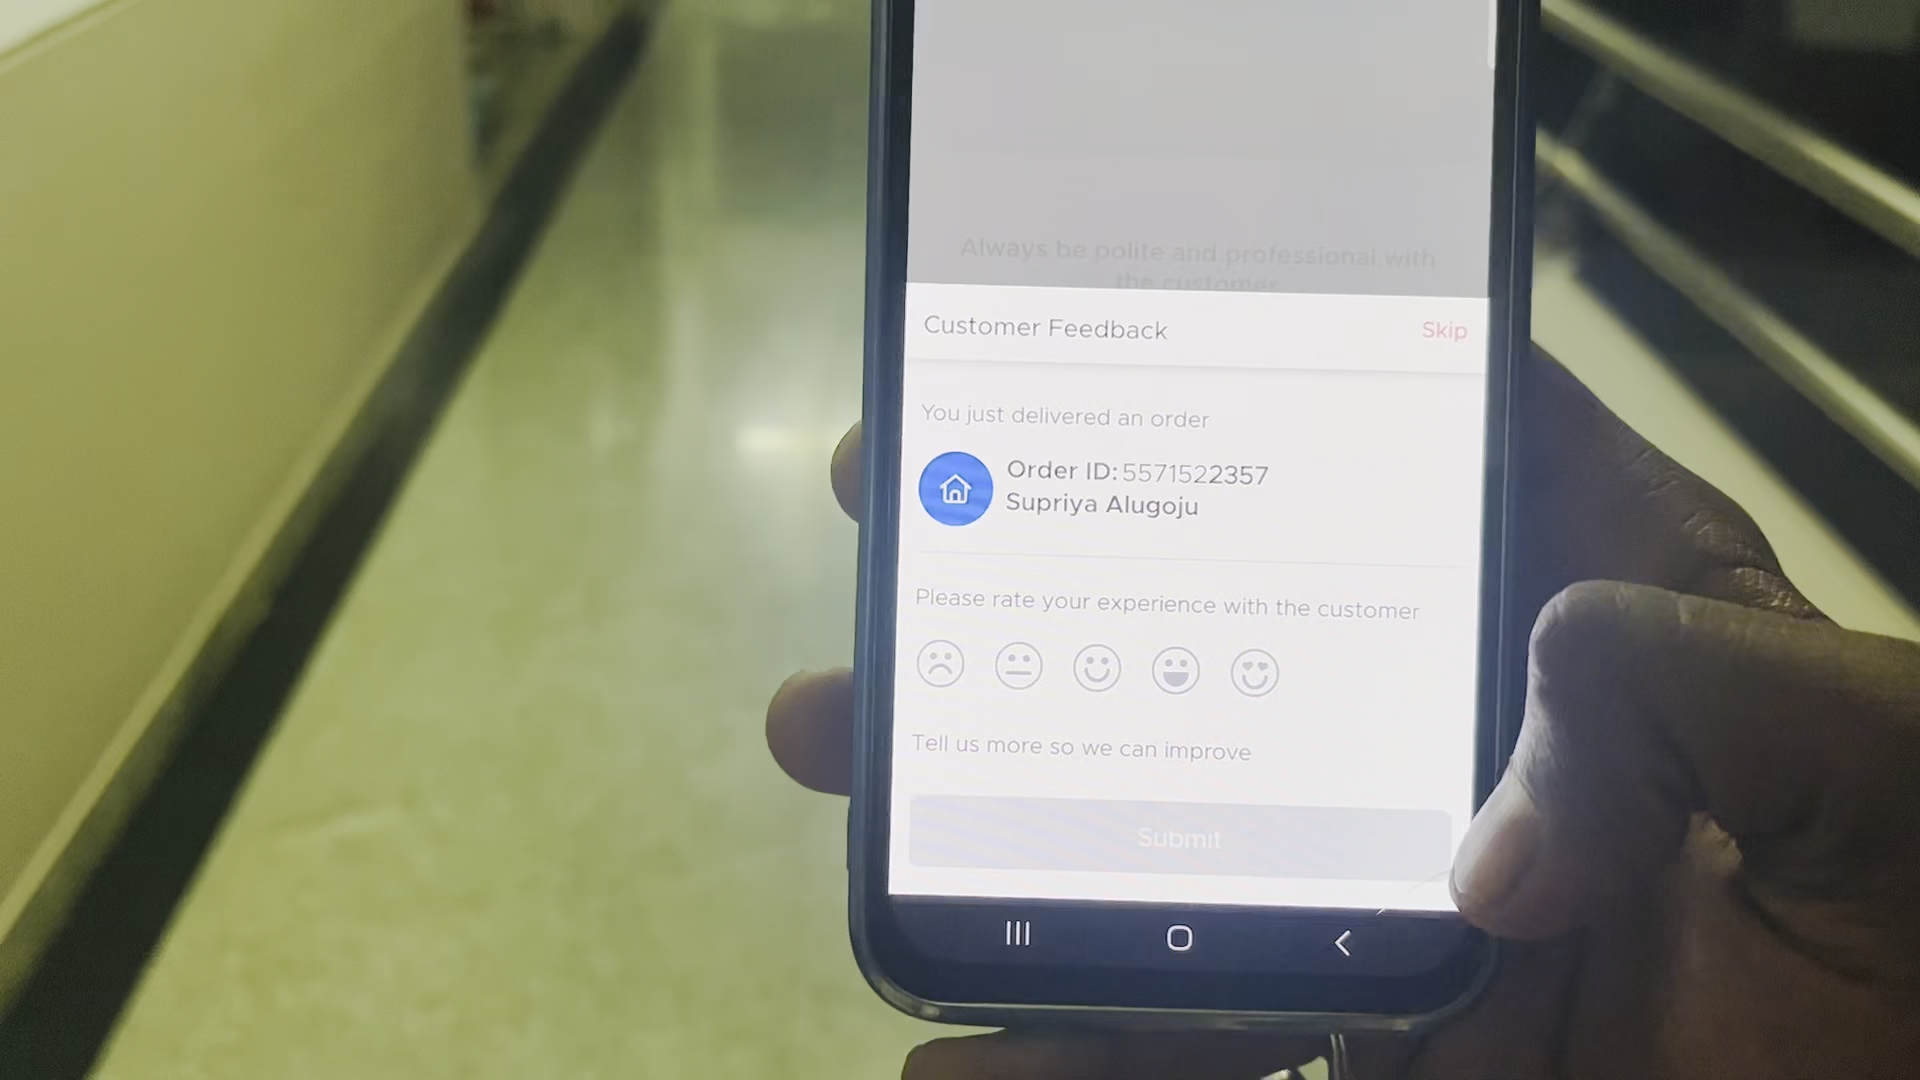 Always be polite and professional with
the customer
Customer Feedback
Skip
You just delivered an order
Order ID: 5571522357
Supriya Alugoju
Please rate your experience with the customer
Tell us more so we can improve
Submit